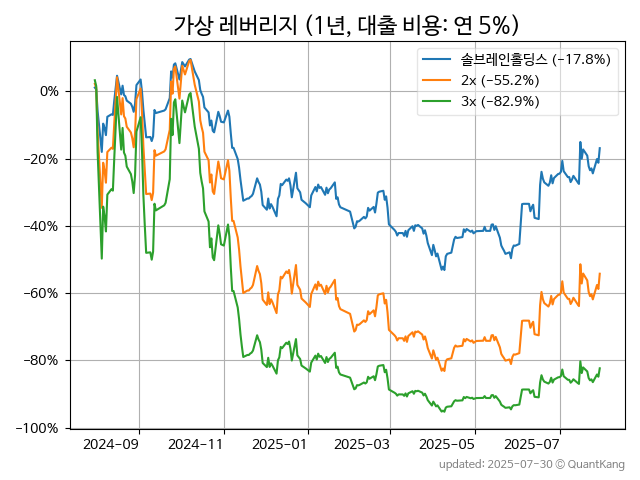 가상 레버리지 (1년, 대출 비용: 연 5%)
솔브레인홀딩스 (−17.8%)
2x (−55.2%)
3x (−82.9%)
0%
−20%
−40%
−60%
−80%
−100%
2024-09 2024-11 2025-01 2025-03 2025-05 2025-07
updated: 2025-07-30 © QuantKang